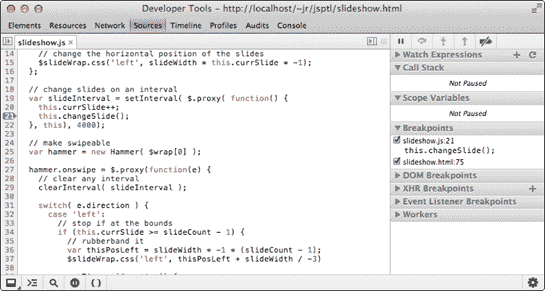 Developer Tools - http://localhost/~jr/jsptl/slideshow.html
Elements Resources Network Sources Timeline Profiles Audits Console
slideshow.js ×
14 // change the horizontal position of the slides
15 $slideWrap.css('left', slideWidth * this.currSlide * -1);
16 };
17
18 // change slides on an interval
19 var slideInterval = setInterval( $.proxy( function() {
20 this.currSlide++;
21 this.changeSlide();
22 }, this), 4000);
23
24 // make swipeable
25 var hammer = new Hammer( $wrap[0] );
26
27 hammer.onswipe = $.proxy(function(e) {
28 // clear any interval
29 clearInterval( slideInterval );
30
31 switch( e.direction ) {
32 case 'left':
33 // stop if at the bounds
34 if (this.currSlide >= slideCount - 1) {
35 // rubberband it
36 var thisPosLeft = slideWidth * -1 * (slideCount - 1);
37 $slideWrap.css('left', thisPosLeft + slideWidth / -3)
38
Watch Expressions
Call Stack
Not Paused
Scope Variables
Not Paused
Breakpoints
slideshow.js:21
this.changeSlide();
slideshow.html:75
DOM Breakpoints
XHR Breakpoints
Event Listener Breakpoints
Workers